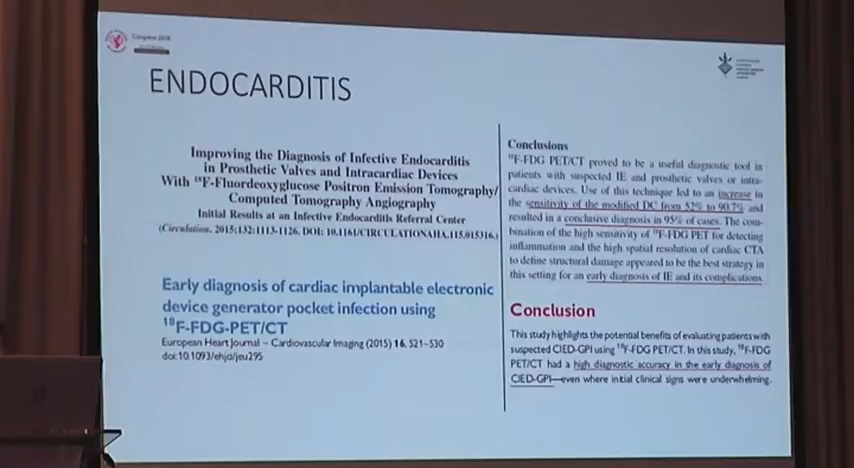 Congress 2016
ENDOCARDITIS
Improving the Diagnosis of Infective Endocarditis
in Prosthetic Valves and Intracardiac Devices
With ¹⁸F-Fluordeoxyglucose Positron Emission Tomography/
Computed Tomography Angiography
Initial Results at an Infective Endocarditis Referral Center
(Circulation. 2015;132:1113-1126. DOI: 10.1161/CIRCULATIONAHA.115.015316.)
Early diagnosis of cardiac implantable electronic
device generator pocket infection using
¹⁸F-FDG-PET/CT
European Heart Journal – Cardiovascular Imaging (2015) 16, 521–530
doi:10.1093/ehjci/jeu295
Conclusions
¹⁸F-FDG PET/CT proved to be a useful diagnostic tool in
patients with suspected IE and prosthetic valves or intra-
cardiac devices. Use of this technique led to an increase in
the sensitivity of the modified DC from 52% to 90.7% and
resulted in a conclusive diagnosis in 95% of cases. The com-
bination of the high sensitivity of ¹⁸F-FDG PET for detecting
inflammation and the high spatial resolution of cardiac CTA
to define structural damage appeared to be the best strategy in
this setting for an early diagnosis of IE and its complications.
Conclusion
This study highlights the potential benefits of evaluating patients with
suspected CIED-GPI using ¹⁸F-FDG PET/CT. In this study, ¹⁸F-FDG
PET/CT had a high diagnostic accuracy in the early diagnosis of
CIED-GPI—even where initial clinical signs were underwhelming.